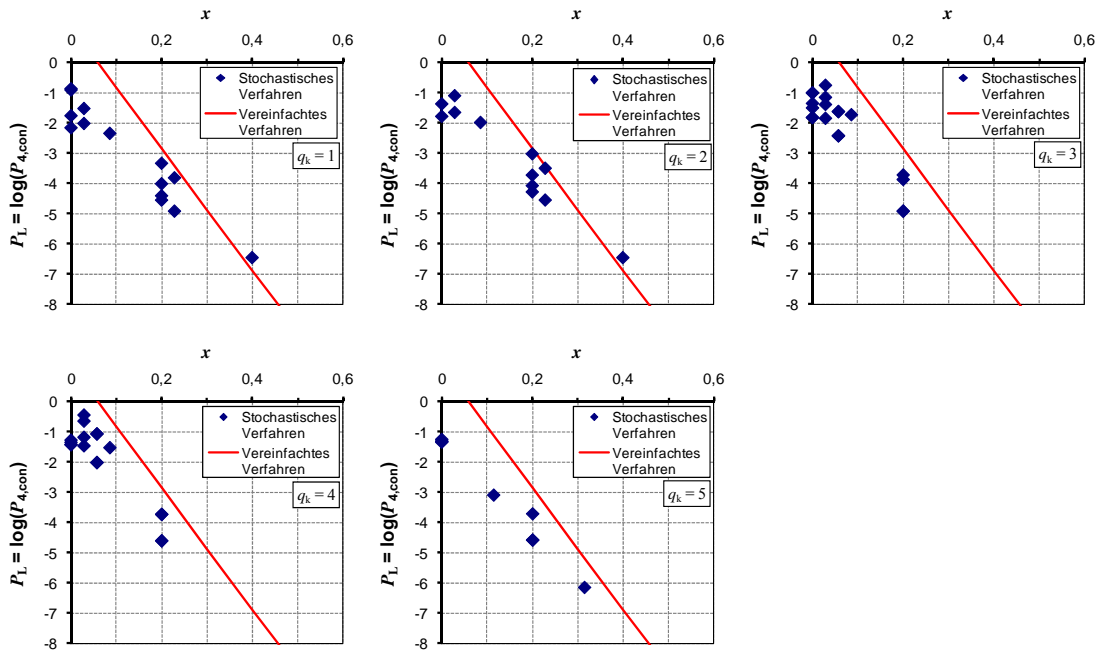 x
0 0,2 0,4 0,6
0
-1
-2
-3
-4
-5
-6
-7
-8
P_L = log(P_4,con)
Stochastisches
Verfahren
Vereinfachtes
Verfahren
q_k = 1
x
0 0,2 0,4 0,6
0
-1
-2
-3
-4
-5
-6
-7
-8
P_L = log(P_4,con)
Stochastisches
Verfahren
Vereinfachtes
Verfahren
q_k = 2
x
0 0,2 0,4 0,6
0
-1
-2
-3
-4
-5
-6
-7
-8
P_L = log(P_4,con)
Stochastisches
Verfahren
Vereinfachtes
Verfahren
q_k = 3
x
0 0,2 0,4 0,6
0
-1
-2
-3
-4
-5
-6
-7
-8
P_L = log(P_4,con)
Stochastisches
Verfahren
Vereinfachtes
Verfahren
q_k = 4
x
0 0,2 0,4 0,6
0
-1
-2
-3
-4
-5
-6
-7
-8
P_L = log(P_4,con)
Stochastisches
Verfahren
Vereinfachtes
Verfahren
q_k = 5